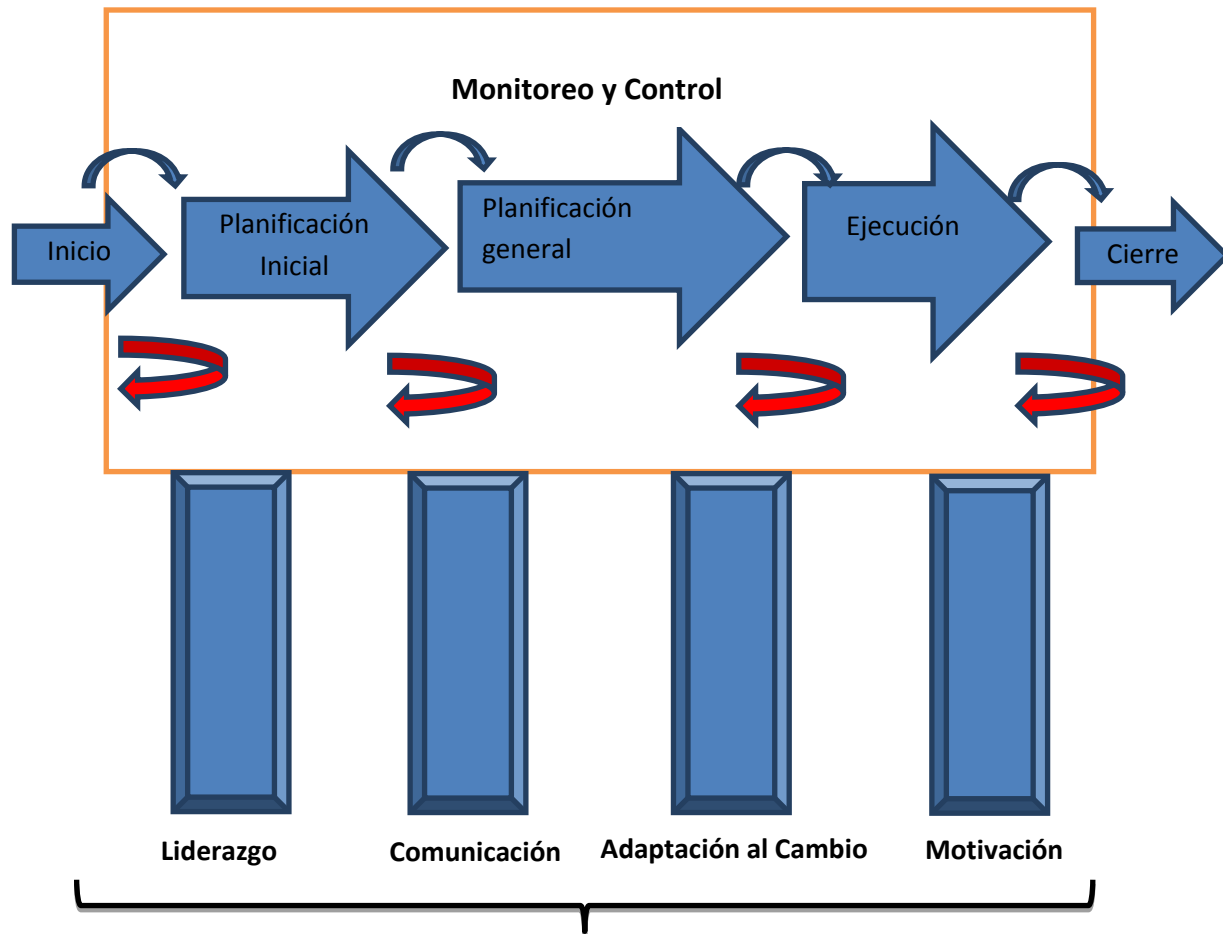 Monitoreo y Control
Inicio
Planificación
Inicial
Planificación
general
Ejecución
Cierre
Liderazgo
Comunicación
Adaptación al Cambio
Motivación